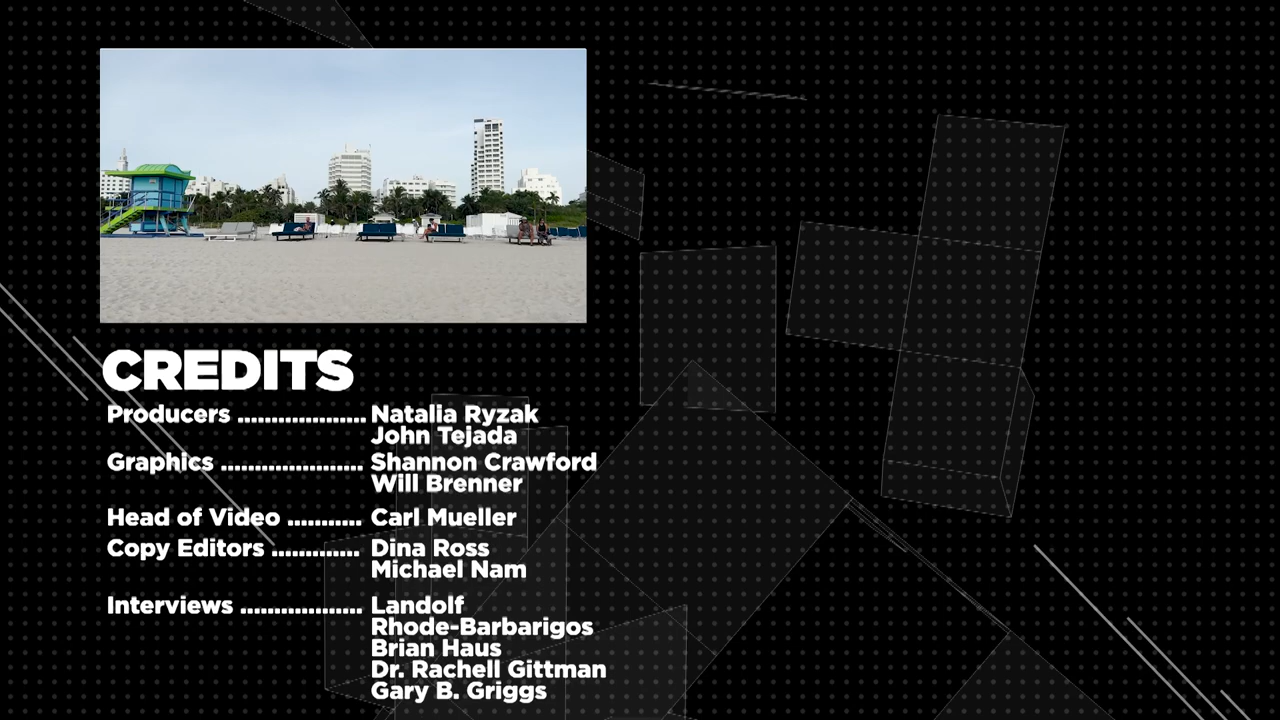 CREDITS
Producers ................... Natalia Ryzak
John Tejada
Graphics ..................... Shannon Crawford
Will Brenner
Head of Video ........... Carl Mueller
Copy Editors ............. Dina Ross
Michael Nam
Interviews .................. Landolf
Rhode-Barbarigos
Brian Haus
Dr. Rachell Gittman
Gary B. Griggs